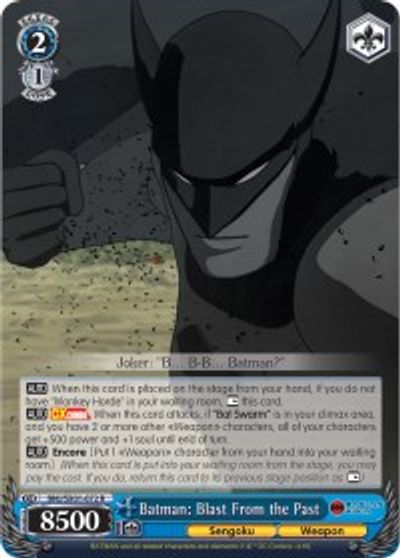 2
1
Joker: "B... B-B... Batman?"
AUTO When this card is placed on the stage from your hand, if you do not
have "Monkey Horde" in your waiting room, this card.
AUTO When this card attacks, if "Bat Swarm" is in your climax area,
and you have 2 or more «Weapon» characters, all of your characters
get +500 power and +1 soul until end of turn.
AUTO Encore [Put 1 «Weapon» character from your hand into your waiting
room] (When this card is put into your waiting room from the stage, you may
pay the cost. If you do, return this card to its previous stage position as )
Batman: Blast From the Past
8500
Sengoku
Weapon